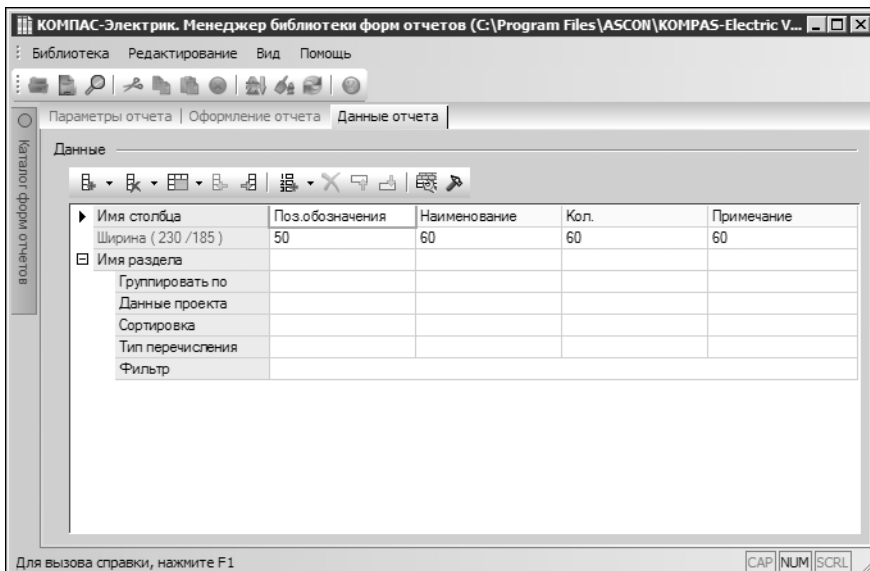 КОМПАС-Электрик. Менеджер библиотеки форм отчетов (C:\Program Files\ASCON\KOMPAS-Electric V...
Библиотека Редактирование Вид Помощь
Каталог форм отчетов
Параметры отчета Оформление отчета Данные отчета
Данные
Имя столбца Поз.обозначения Наименование Кол. Примечание
Ширина ( 230 /185 ) 50 60 60 60
Имя раздела
Группировать по
Данные проекта
Сортировка
Тип перечисления
Фильтр
Для вызова справки, нажмите F1 CAP NUM SCRL